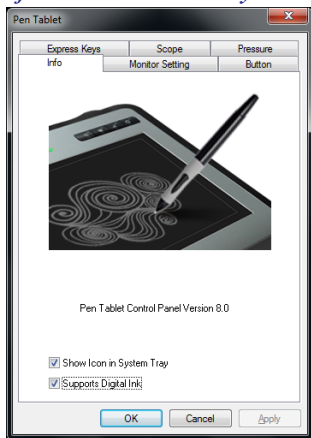 Pen Tablet
Express Keys Scope Pressure
Info Monitor Setting Button
Pen Tablet Control Panel Version 8.0
Show Icon in System Tray
Supports Digital Ink
OK Cancel Apply